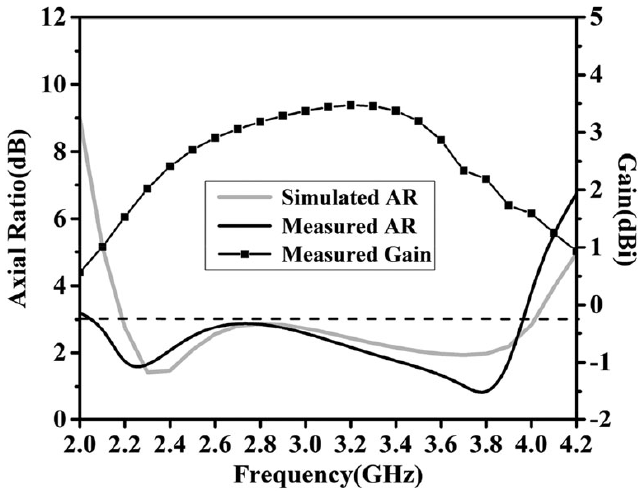 12
10
8
6
4
2
0
Axial Ratio(dB)
5
4
3
2
1
0
-1
-2
Gain(dBi)
Simulated AR
Measured AR
Measured Gain
2.0 2.2 2.4 2.6 2.8 3.0 3.2 3.4 3.6 3.8 4.0 4.2
Frequency(GHz)